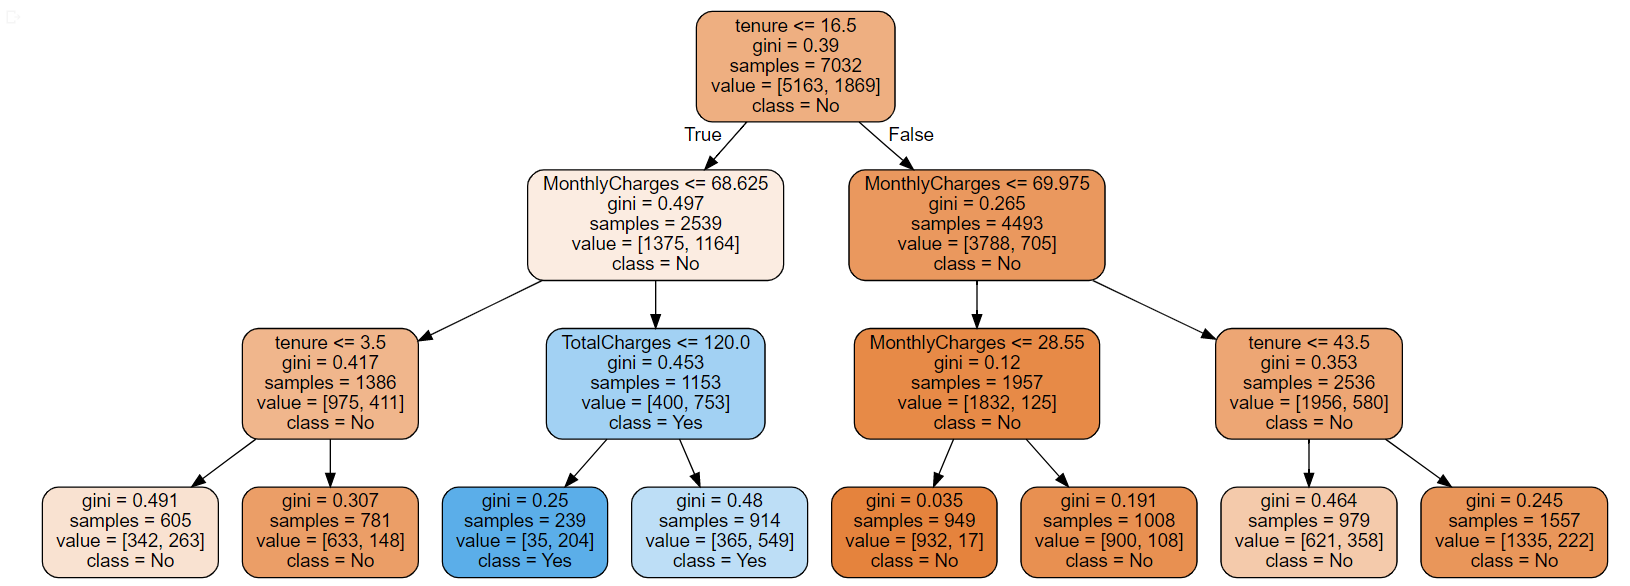 tenure <= 16.5
gini = 0.39
samples = 7032
value = [5163, 1869]
class = No
True
False
MonthlyCharges <= 68.625
gini = 0.497
samples = 2539
value = [1375, 1164]
class = No
MonthlyCharges <= 69.975
gini = 0.265
samples = 4493
value = [3788, 705]
class = No
tenure <= 3.5
gini = 0.417
samples = 1386
value = [975, 411]
class = No
TotalCharges <= 120.0
gini = 0.453
samples = 1153
value = [400, 753]
class = Yes
MonthlyCharges <= 28.55
gini = 0.12
samples = 1957
value = [1832, 125]
class = No
tenure <= 43.5
gini = 0.353
samples = 2536
value = [1956, 580]
class = No
gini = 0.491
samples = 605
value = [342, 263]
class = No
gini = 0.307
samples = 781
value = [633, 148]
class = No
gini = 0.25
samples = 239
value = [35, 204]
class = Yes
gini = 0.48
samples = 914
value = [365, 549]
class = Yes
gini = 0.035
samples = 949
value = [932, 17]
class = No
gini = 0.191
samples = 1008
value = [900, 108]
class = No
gini = 0.464
samples = 979
value = [621, 358]
class = No
gini = 0.245
samples = 1557
value = [1335, 222]
class = No